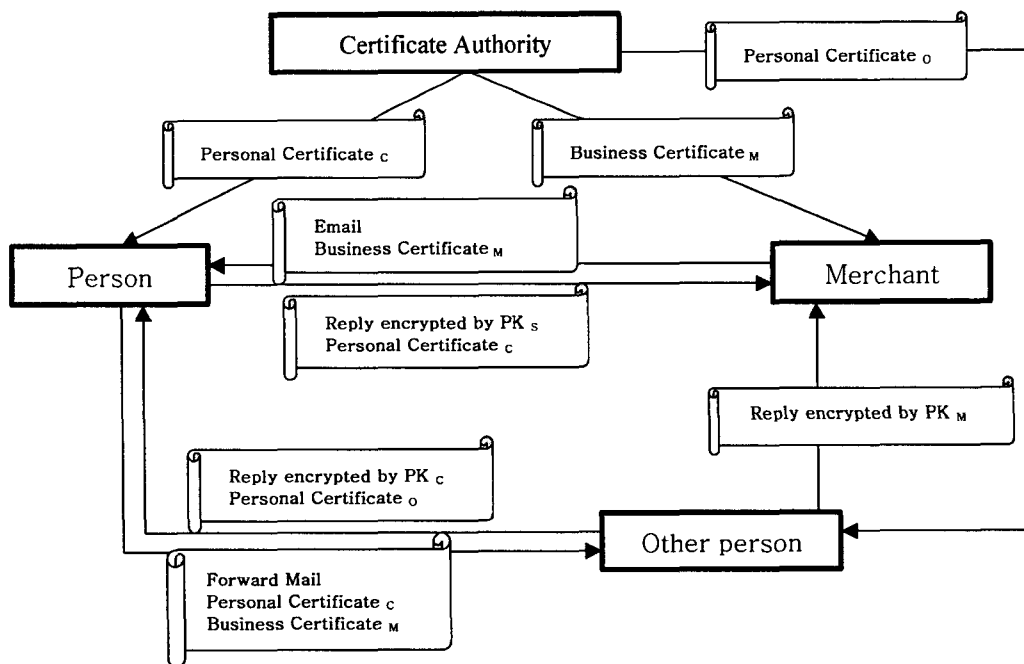 Certificate Authority
Personal Certificate O
Personal Certificate C
Business Certificate M
Email
Business Certificate M
Person
Merchant
Reply encrypted by PK S
Personal Certificate C
Reply encrypted by PK M
Reply encrypted by PK C
Personal Certificate O
Other person
Forward Mail
Personal Certificate C
Business Certificate M